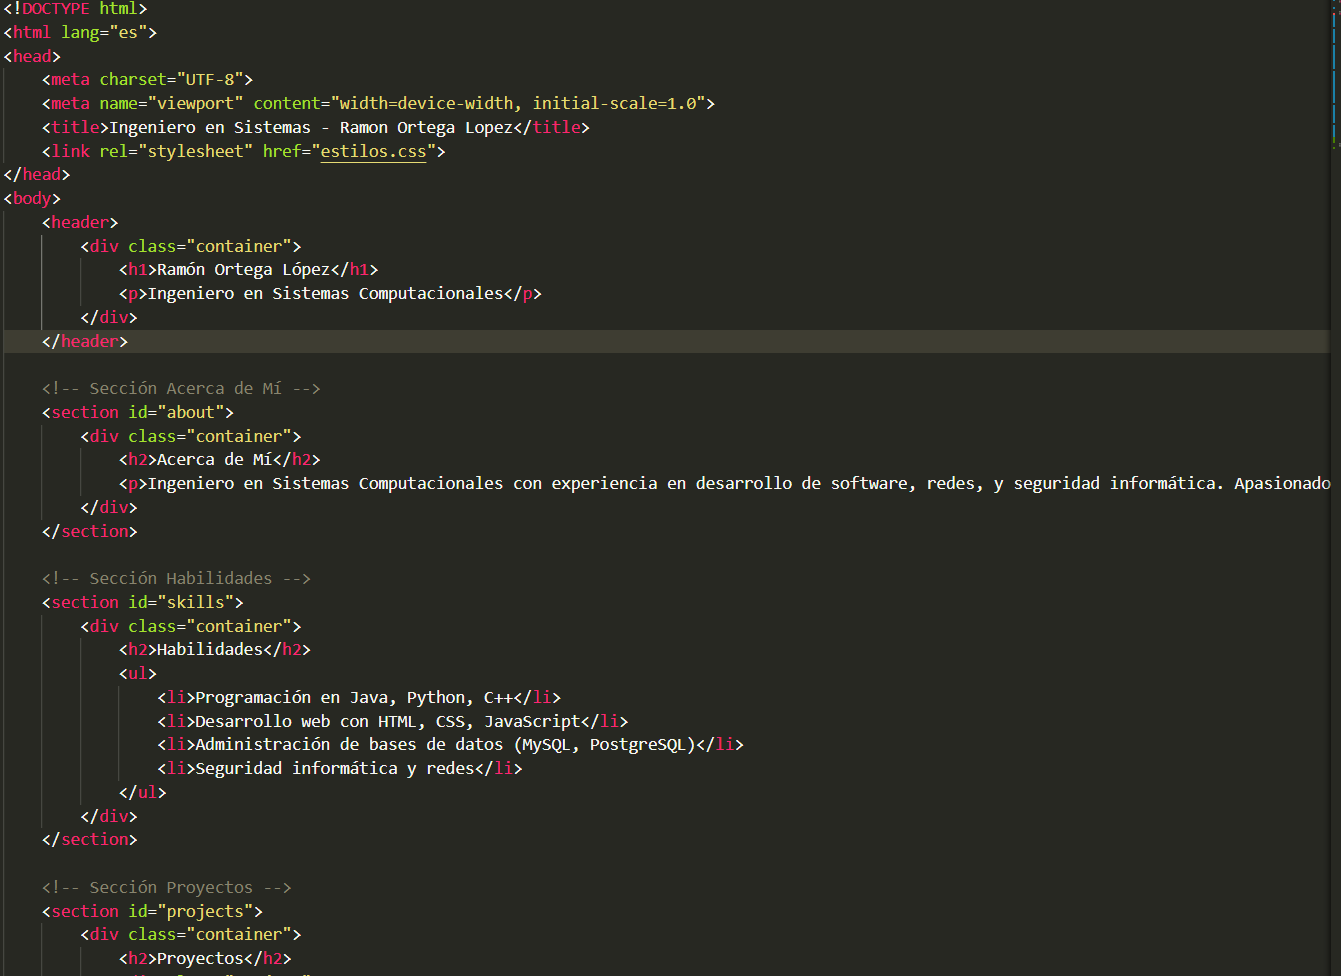 <!DOCTYPE html>
<html lang="es">
<head>
    <meta charset="UTF-8">
    <meta name="viewport" content="width=device-width, initial-scale=1.0">
    <title>Ingeniero en Sistemas - Ramon Ortega Lopez</title>
    <link rel="stylesheet" href="estilos.css">
</head>
<body>
    <header>
        <div class="container">
            <h1>Ramón Ortega López</h1>
            <p>Ingeniero en Sistemas Computacionales</p>
        </div>
    </header>

    <!-- Sección Acerca de Mí -->
    <section id="about">
        <div class="container">
            <h2>Acerca de Mí</h2>
            <p>Ingeniero en Sistemas Computacionales con experiencia en desarrollo de software, redes, y seguridad informática. Apasionado
        </div>
    </section>

    <!-- Sección Habilidades -->
    <section id="skills">
        <div class="container">
            <h2>Habilidades</h2>
            <ul>
                <li>Programación en Java, Python, C++</li>
                <li>Desarrollo web con HTML, CSS, JavaScript</li>
                <li>Administración de bases de datos (MySQL, PostgreSQL)</li>
                <li>Seguridad informática y redes</li>
            </ul>
        </div>
    </section>

    <!-- Sección Proyectos -->
    <section id="projects">
        <div class="container">
            <h2>Proyectos</h2>